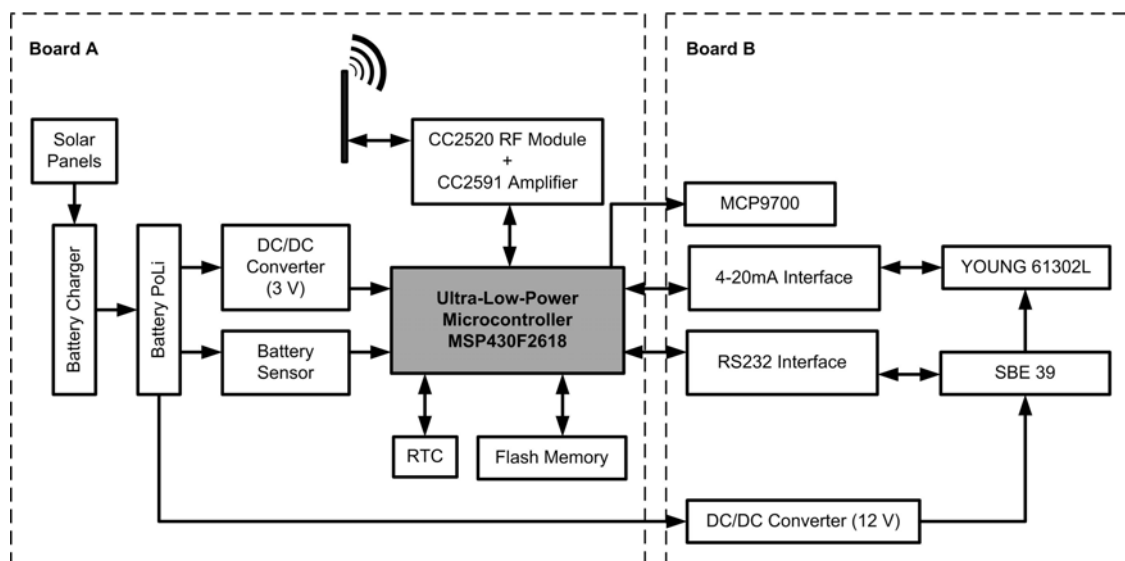 Board A
Board B
Solar
Panels
CC2520 RF Module
+
CC2591 Amplifier
MCP9700
Battery Charger
Battery PoLi
DC/DC
Converter
(3 V)
Ultra-Low-Power
Microcontroller
MSP430F2618
4-20mA Interface
YOUNG 61302L
Battery
Sensor
RS232 Interface
SBE 39
RTC
Flash Memory
DC/DC Converter (12 V)